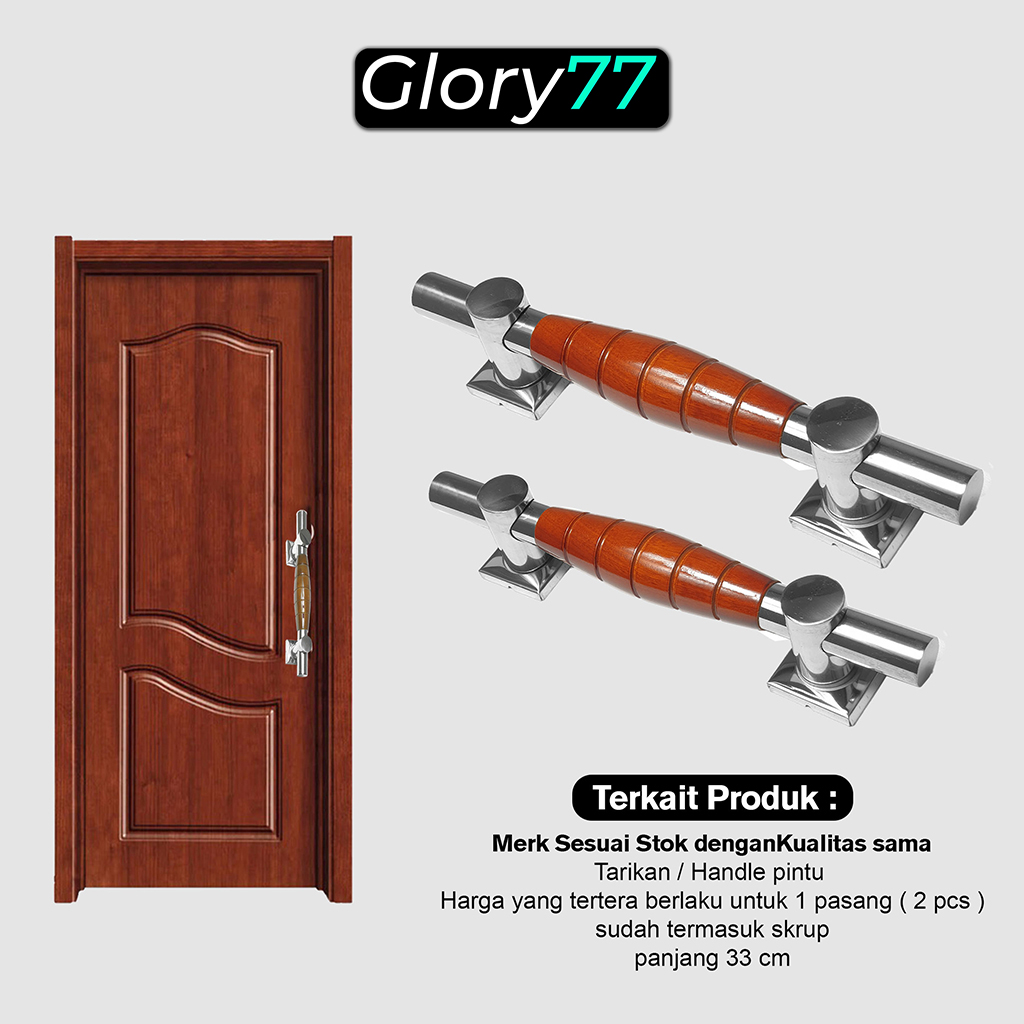 Glory77
Terkait Produk :
Merk Sesuai Stok denganKualitas sama
Tarikan / Handle pintu
Harga yang tertera berlaku untuk 1 pasang ( 2 pcs )
sudah termasuk skrup
panjang 33 cm